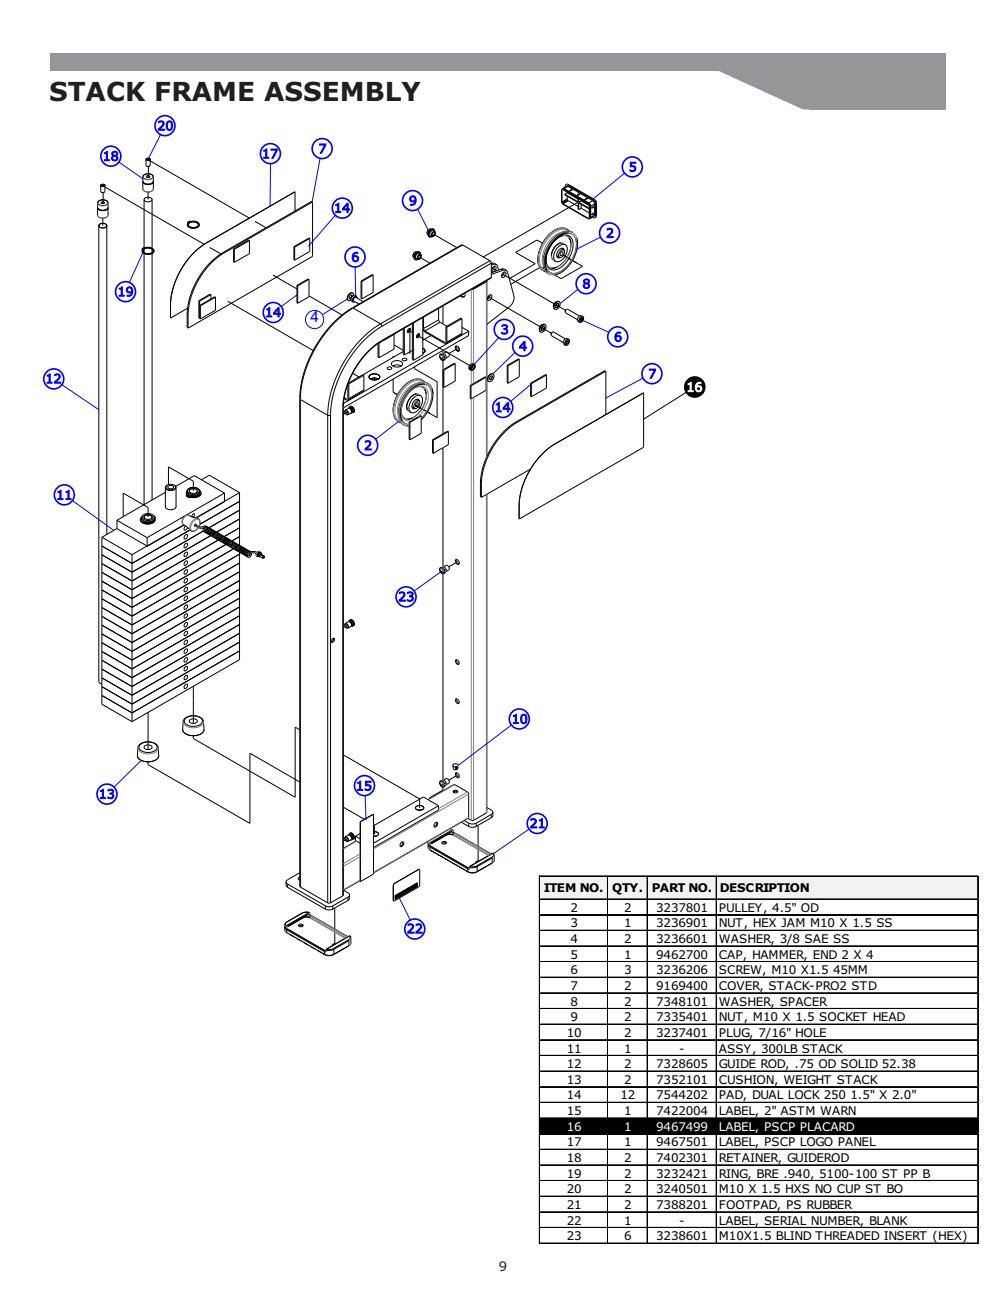 STACK FRAME ASSEMBLY
20
18
17
7
5
14
9
2
6
19
14
4
8
3
6
4
12
7
16
14
2
11
23
10
13
15
21
22
ITEM NO. QTY. PART NO. DESCRIPTION
2 2 3237801 PULLEY, 4.5" OD
3 1 3236901 NUT, HEX JAM M10 X 1.5 SS
4 2 3236601 WASHER, 3/8 SAE SS
5 1 9462700 CAP, HAMMER, END 2 X 4
6 3 3236206 SCREW, M10 X1.5 45MM
7 2 9169400 COVER, STACK-PRO2 STD
8 2 7348101 WASHER, SPACER
9 2 7335401 NUT, M10 X 1.5 SOCKET HEAD
10 2 3237401 PLUG, 7/16" HOLE
11 1 - ASSY, 300LB STACK
12 2 7328605 GUIDE ROD, .75 OD SOLID 52.38
13 2 7352101 CUSHION, WEIGHT STACK
14 12 7544202 PAD, DUAL LOCK 250 1.5" X 2.0"
15 1 7422004 LABEL, 2" ASTM WARN
16 1 9467499 LABEL, PSCP PLACARD
17 1 9467501 LABEL, PSCP LOGO PANEL
18 2 7402301 RETAINER, GUIDEROD
19 2 3232421 RING, BRE .940, 5100-100 ST PP B
20 2 3240501 M10 X 1.5 HXS NO CUP ST BO
21 2 7388201 FOOTPAD, PS RUBBER
22 1 - LABEL, SERIAL NUMBER, BLANK
23 6 3238601 M10X1.5 BLIND THREADED INSERT (HEX)
9